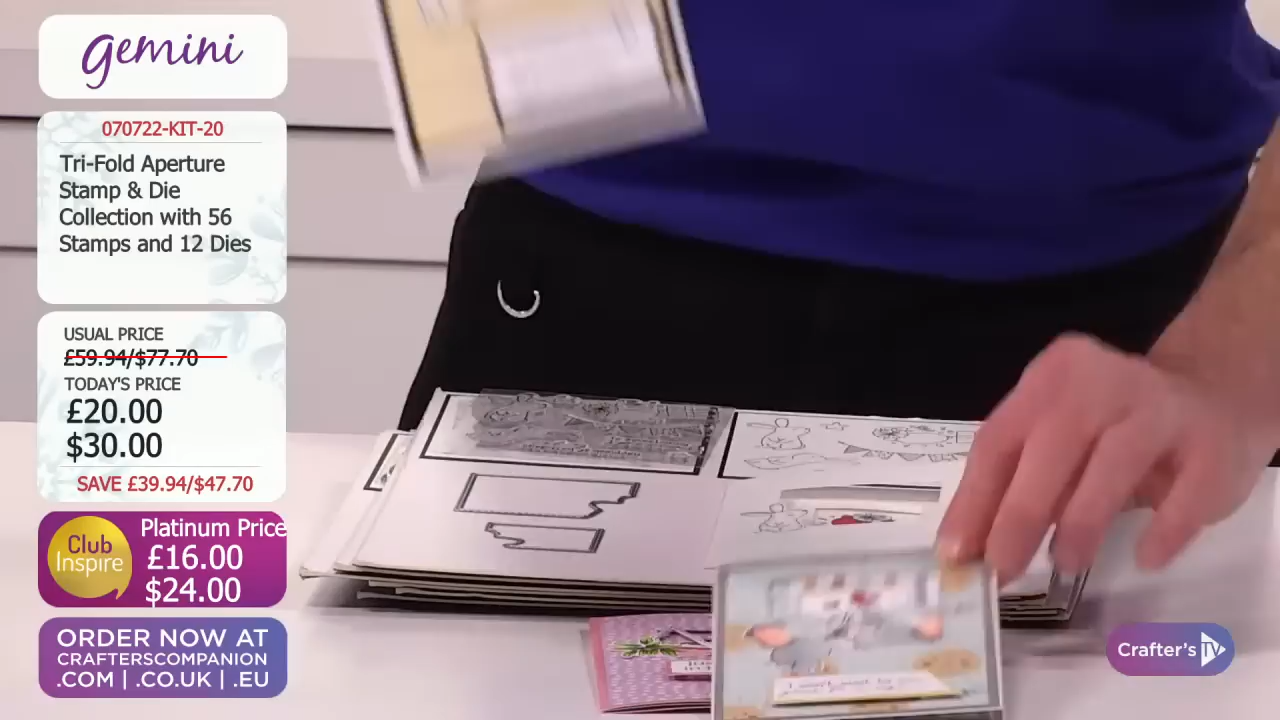 gemini
070722-KIT-20
Tri-Fold Aperture
Stamp & Die
Collection with 56
Stamps and 12 Dies
USUAL PRICE
£59.94/$77.70
TODAY'S PRICE
£20.00
$30.00
SAVE £39.94/$47.70
Club
Inspire
Platinum Price
£16.00
$24.00
ORDER NOW AT
CRAFTERSCOMPANION
.COM | .CO.UK | .EU
Crafter's TV